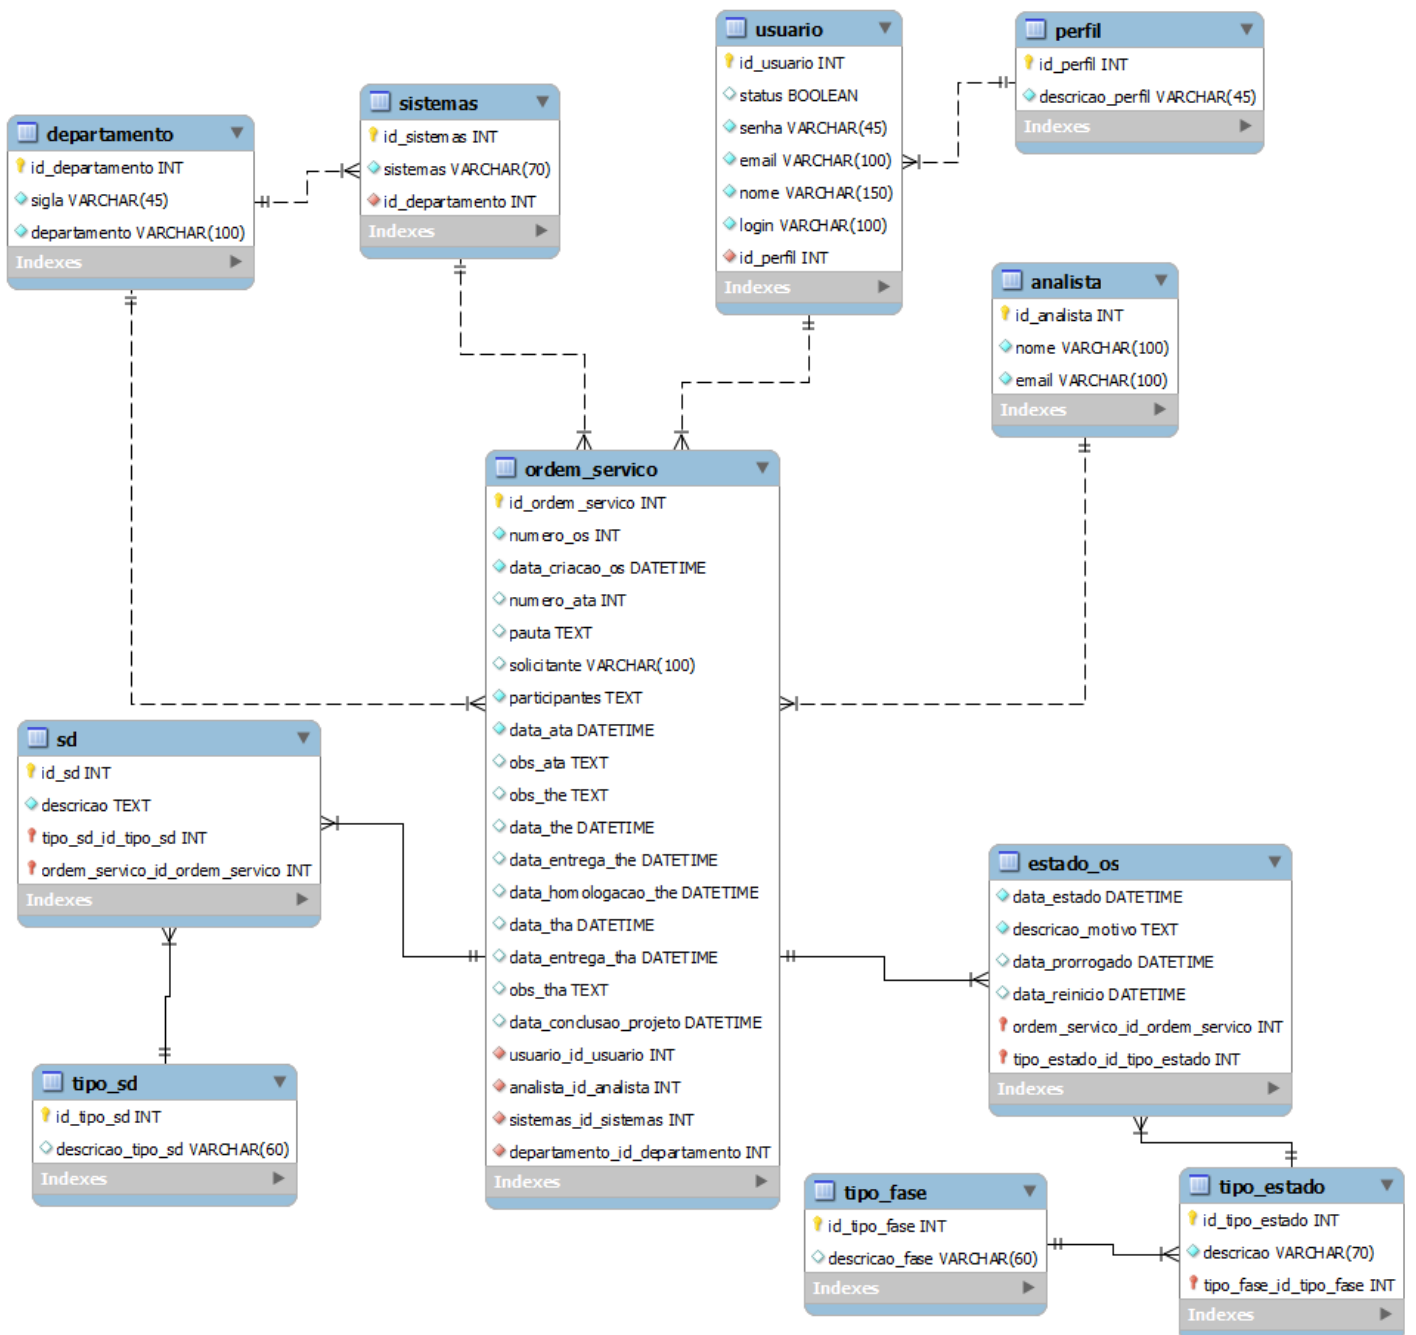 usuario
id_usuario INT
status BOOLEAN
senha VARCHAR(45)
email VARCHAR(100)
nome VARCHAR(150)
login VARCHAR(100)
id_perfil INT
Indexes
perfil
id_perfil INT
descricao_perfil VARCHAR(45)
Indexes
sistemas
id_sistemas INT
sistemas VARCHAR(70)
id_departamento INT
Indexes
departamento
id_departamento INT
sigla VARCHAR(45)
departamento VARCHAR(100)
Indexes
analista
id_analista INT
nome VARCHAR(100)
email VARCHAR(100)
Indexes
ordem_servico
id_ordem_servico INT
numero_os INT
data_criacao_os DATETIME
numero_ata INT
pauta TEXT
solicitante VARCHAR(100)
participantes TEXT
data_ata DATETIME
obs_ata TEXT
obs_the TEXT
data_the DATETIME
data_entrega_the DATETIME
data_homologacao_the DATETIME
data_tha DATETIME
data_entrega_tha DATETIME
obs_tha TEXT
data_conclusao_projeto DATETIME
usuario_id_usuario INT
analista_id_analista INT
sistemas_id_sistemas INT
departamento_id_departamento INT
Indexes
sd
id_sd INT
descricao TEXT
tipo_sd_id_tipo_sd INT
ordem_servico_id_ordem_servico INT
Indexes
estado_os
data_estado DATETIME
descricao_motivo TEXT
data_prorrogado DATETIME
data_reinicio DATETIME
ordem_servico_id_ordem_servico INT
tipo_estado_id_tipo_estado INT
Indexes
tipo_sd
id_tipo_sd INT
descricao_tipo_sd VARCHAR(60)
Indexes
tipo_fase
id_tipo_fase INT
descricao_fase VARCHAR(60)
Indexes
tipo_estado
id_tipo_estado INT
descricao VARCHAR(70)
tipo_fase_id_tipo_fase INT
Indexes